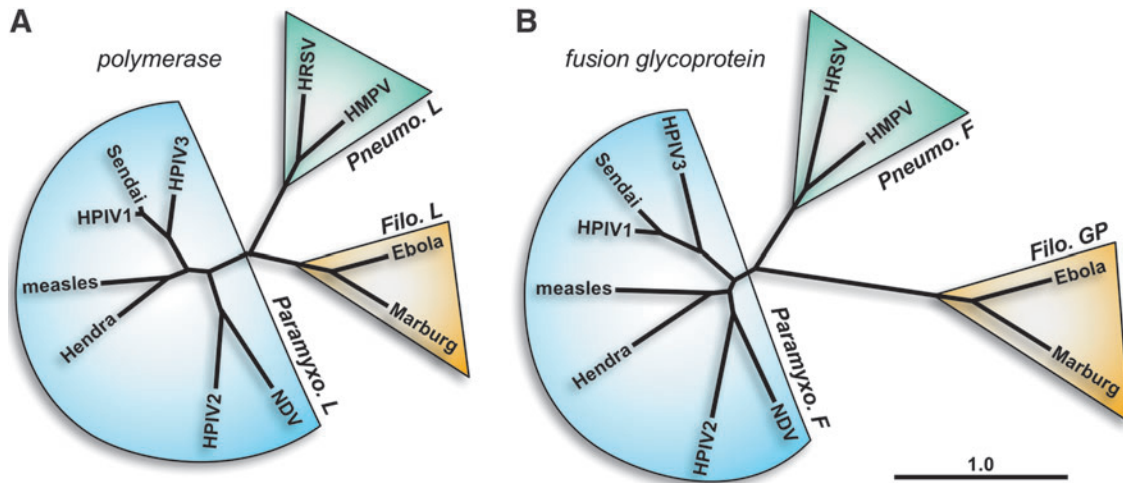 A
polymerase
HRSV
HMPV
Pneumo. L
Sendai
HPIV3
HPIV1
measles
Hendra
HPIV2
NDV
Paramyxo. L
Filo. L
Ebola
Marburg
B
fusion glycoprotein
HRSV
HMPV
Pneumo. F
Sendai
HPIV3
HPIV1
measles
Hendra
HPIV2
NDV
Paramyxo. F
Filo. GP
Ebola
Marburg
1.0